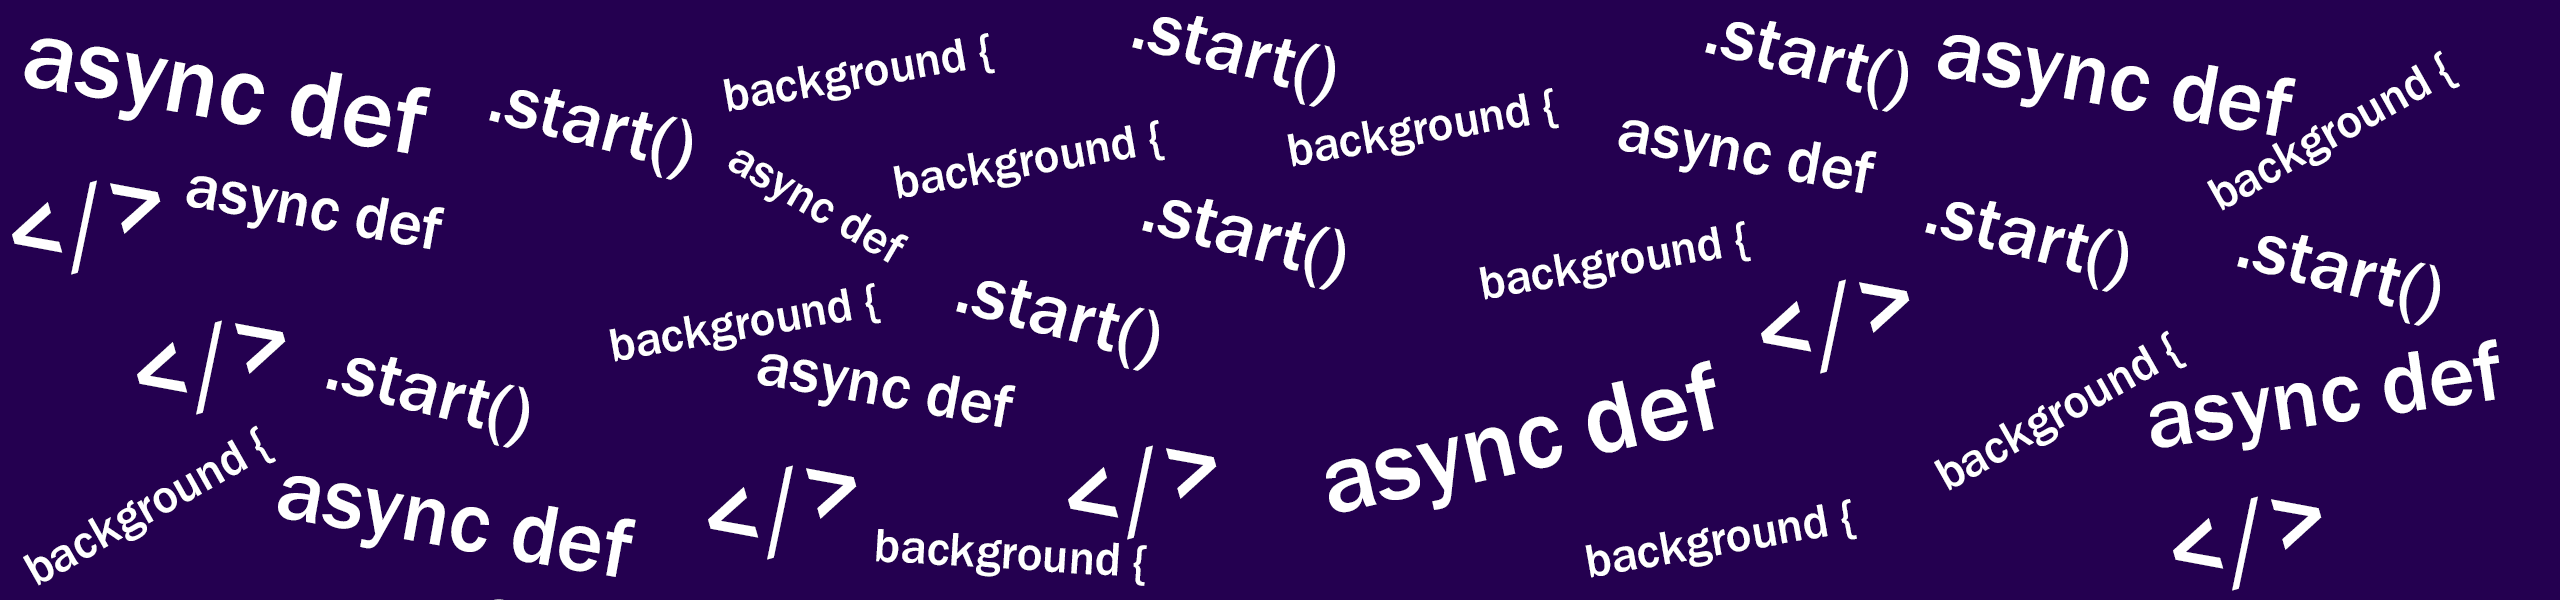 async def
.start()
background {
.start()
.start()
async def
background {
background {
background {
async def
async def
</>
async def
.start()
background {
.start()
.start()
background {
.start()
</>
</>
.start()
async def
async def
background {
async def
background {
async def
</>
</>
background {
background {
</>